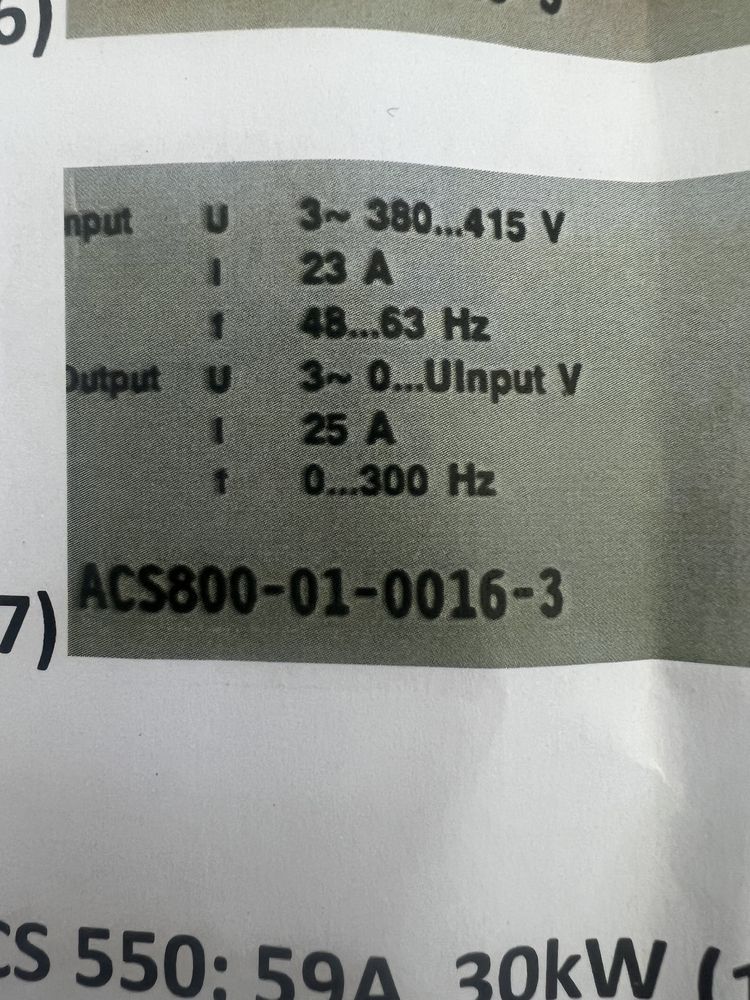 6)
nput U 3~ 380...415 V
I 23 A
f 48...63 Hz
Output U 3~ 0...UInput V
I 25 A
f 0...300 Hz
7) ACS800-01-0016-3
CS 550: 59A 30kW (1